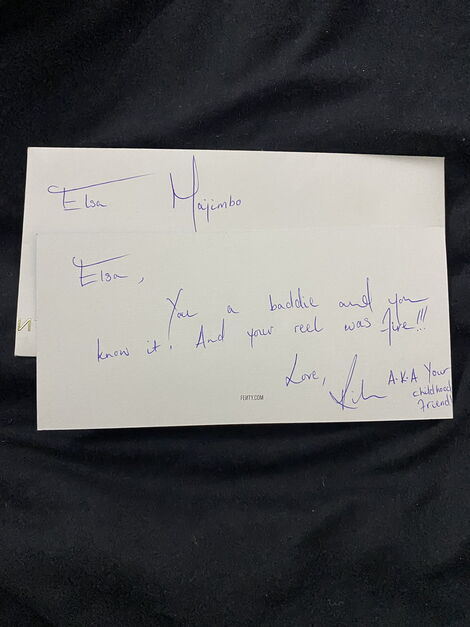 Elsa Majimbo
Elsa,
You a baddie and you
know it! And your reel was fire!!!
Love,
A.K.A Your
childhood
friend!
FENTY.COM